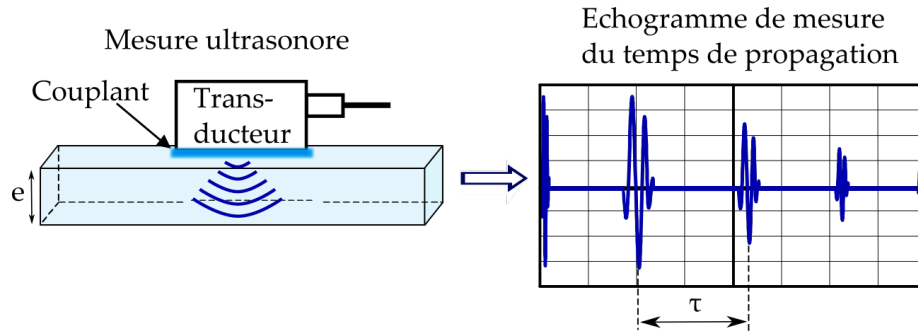 Mesure ultrasonore
Couplant
Trans-
ducteur
e
Echogramme de mesure
du temps de propagation
τ